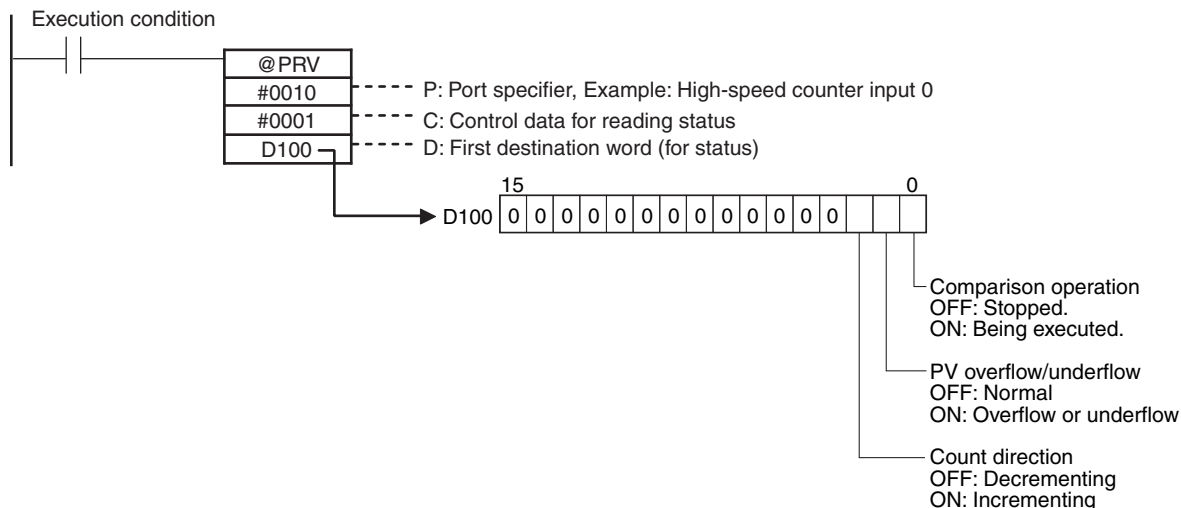 Execution condition
@PRV
#0010
P: Port specifier, Example: High-speed counter input 0
#0001
C: Control data for reading status
D100
D: First destination word (for status)
15 0
D100 0 0 0 0 0 0 0 0 0 0 0 0 0
Comparison operation
OFF: Stopped.
ON: Being executed.
PV overflow/underflow
OFF: Normal
ON: Overflow or underflow
Count direction
OFF: Decrementing
ON: Incrementing